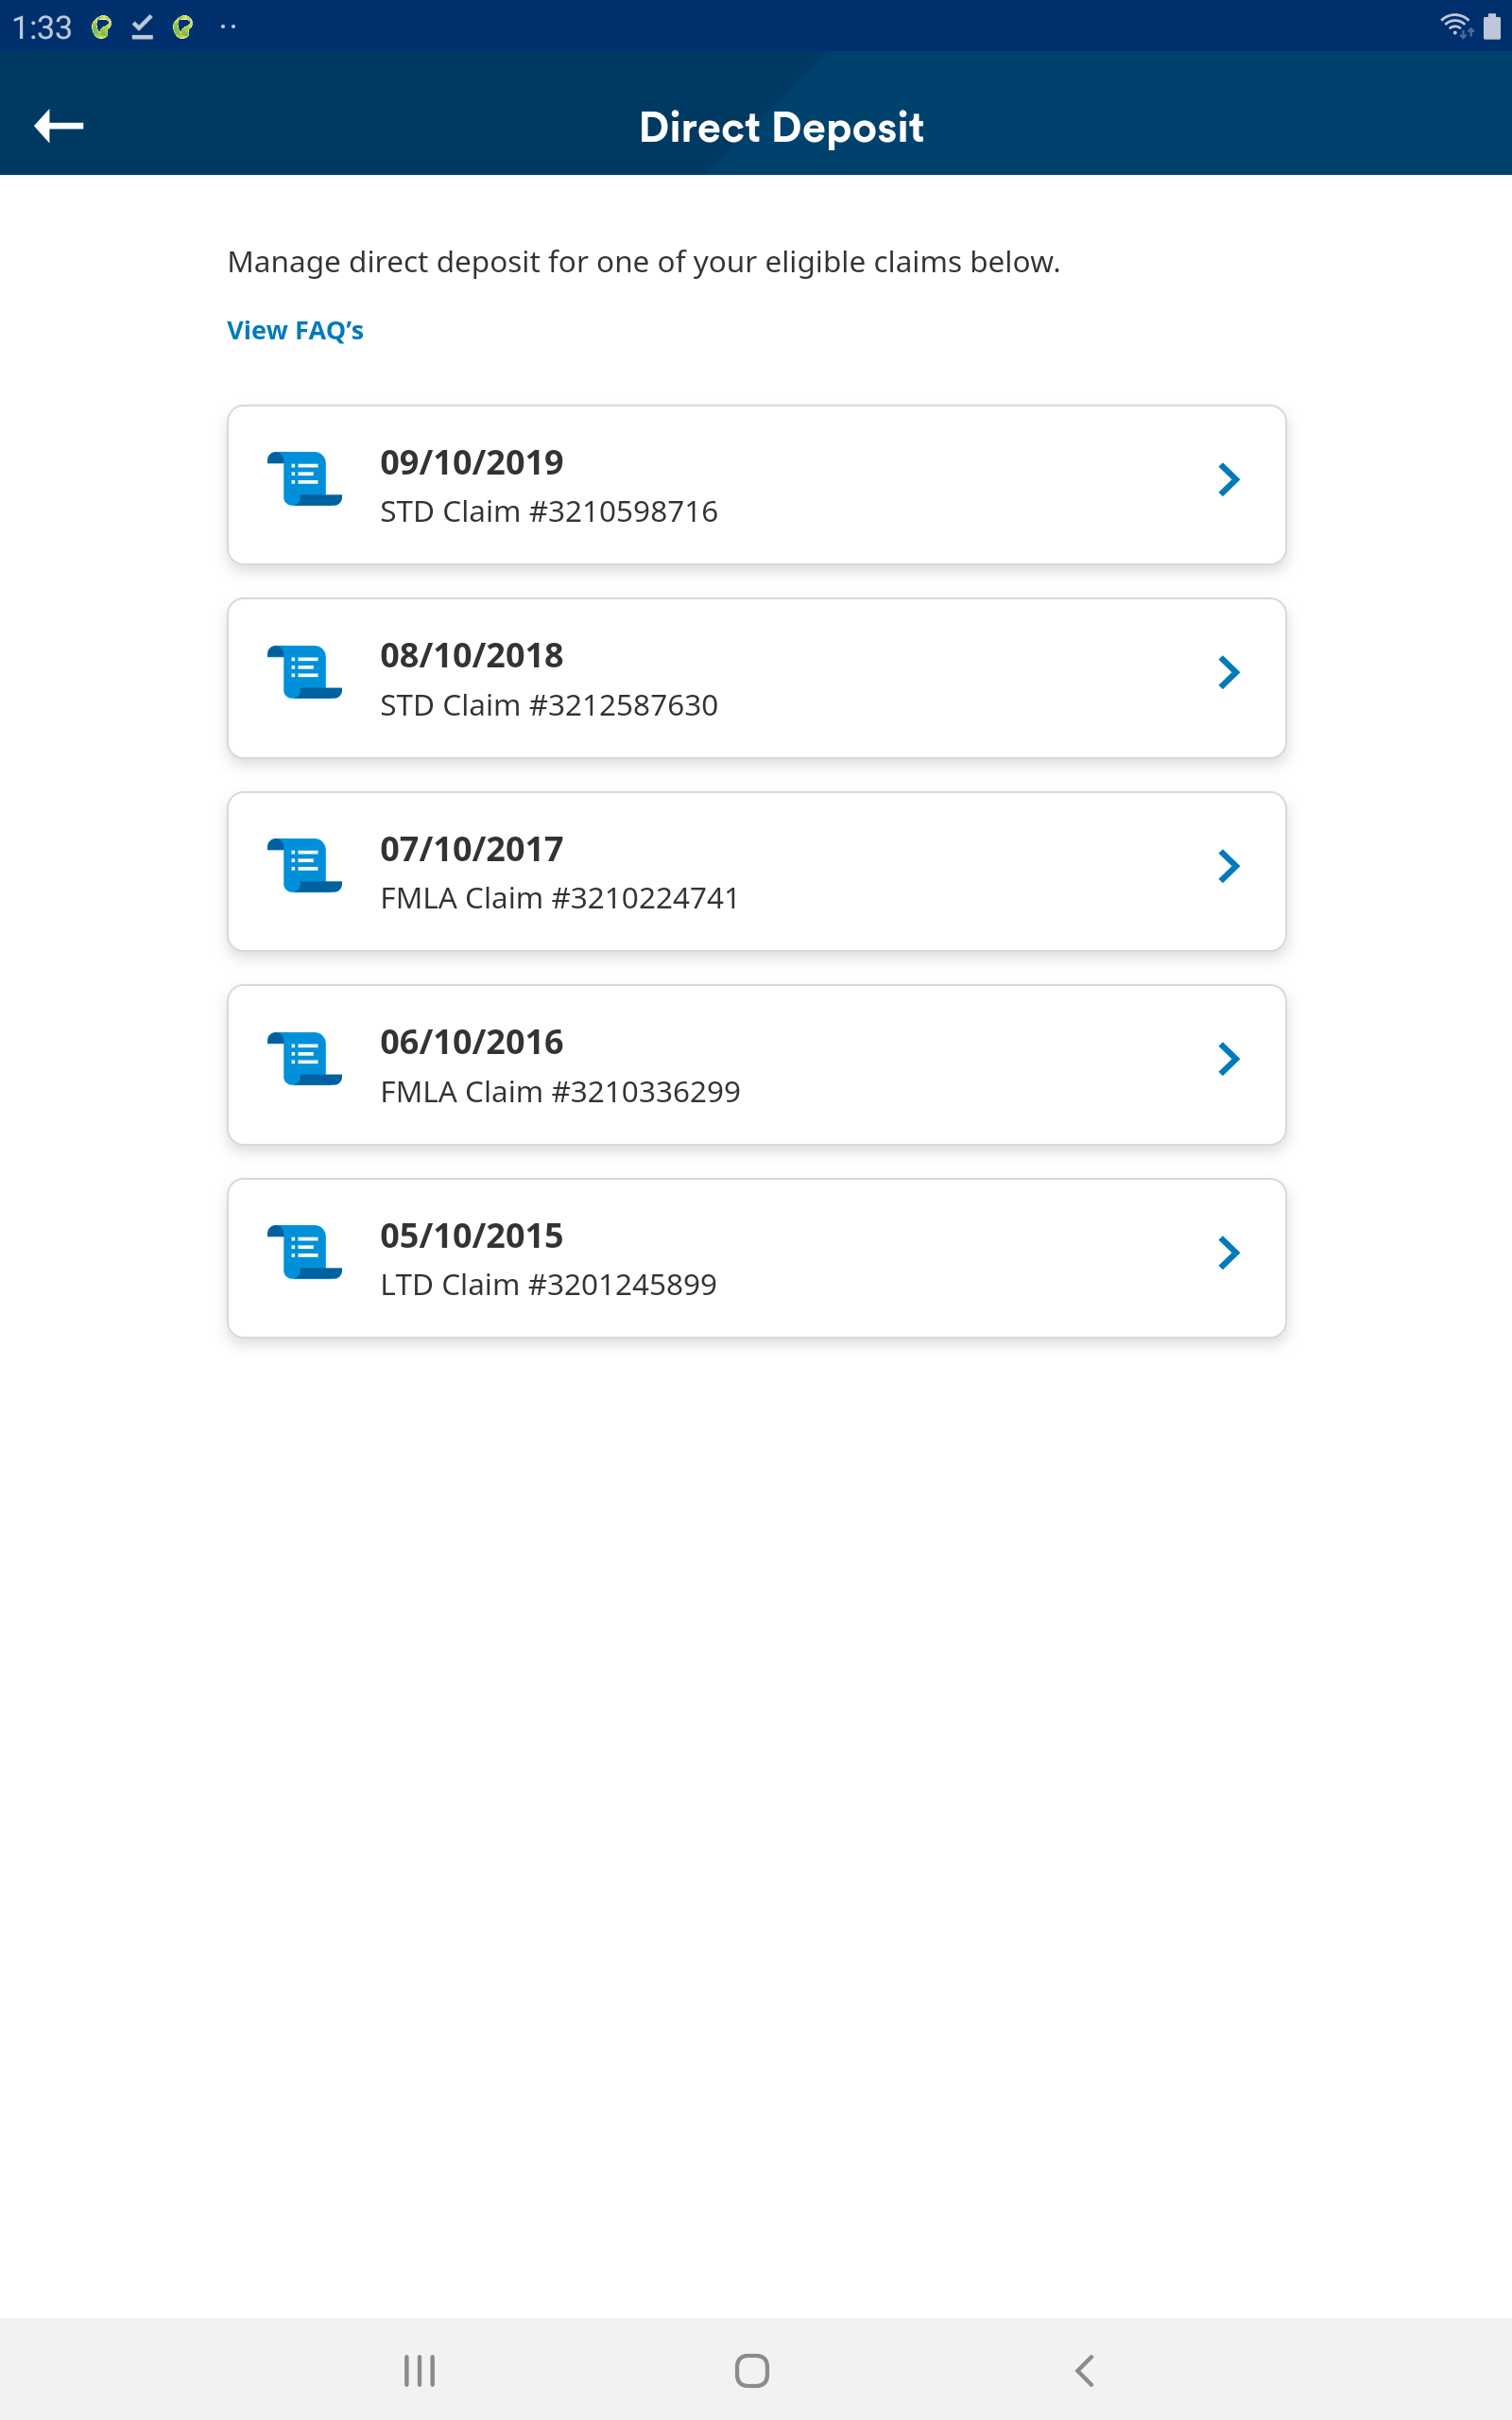 1:33
Direct Deposit
Manage direct deposit for one of your eligible claims below.
View FAQ’s
09/10/2019
STD Claim #3210598716
08/10/2018
STD Claim #3212587630
07/10/2017
FMLA Claim #3210224741
06/10/2016
FMLA Claim #3210336299
05/10/2015
LTD Claim #3201245899